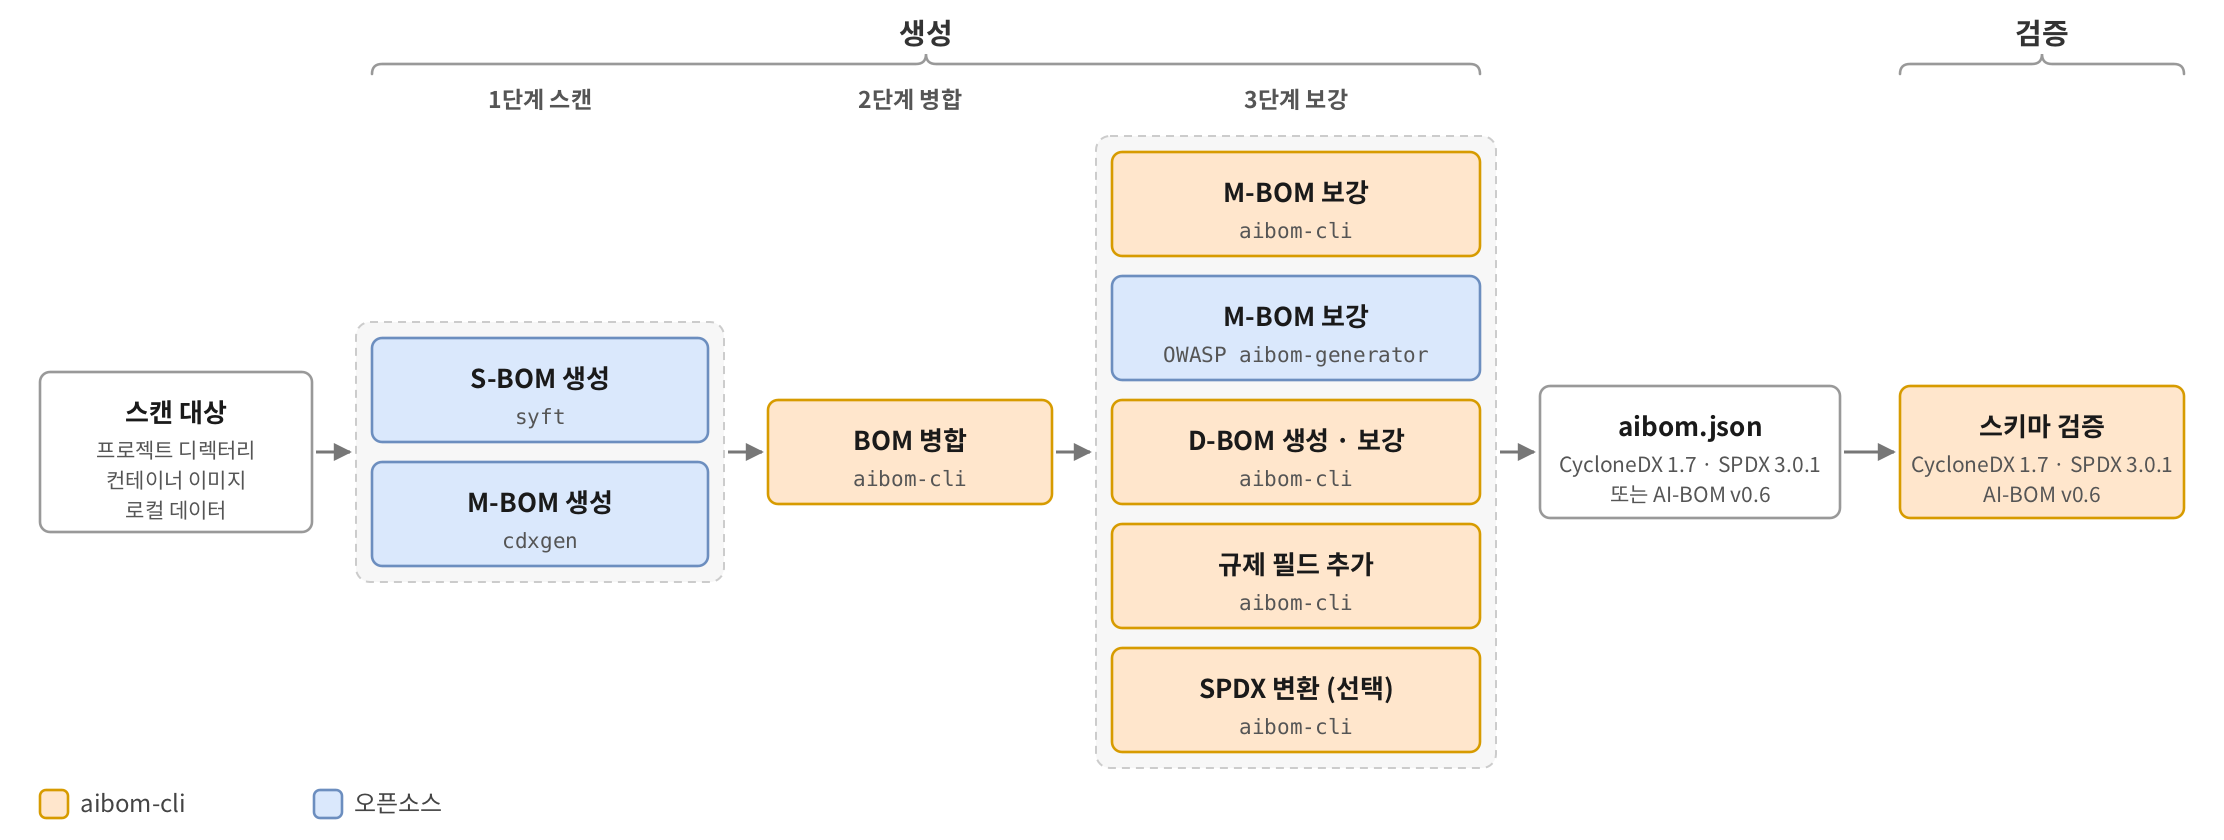 생성
검증
1단계 스캔
2단계 병합
3단계 보강
스캔 대상
프로젝트 디렉터리
컨테이너 이미지
로컬 데이터
S-BOM 생성
syft
M-BOM 생성
cdxgen
BOM 병합
aibom-cli
M-BOM 보강
aibom-cli
M-BOM 보강
OWASP aibom-generator
D-BOM 생성 · 보강
aibom-cli
규제 필드 추가
aibom-cli
SPDX 변환 (선택)
aibom-cli
aibom.json
CycloneDX 1.7 · SPDX 3.0.1
또는 AI-BOM v0.6
스키마 검증
CycloneDX 1.7 · SPDX 3.0.1
AI-BOM v0.6
aibom-cli
오픈소스